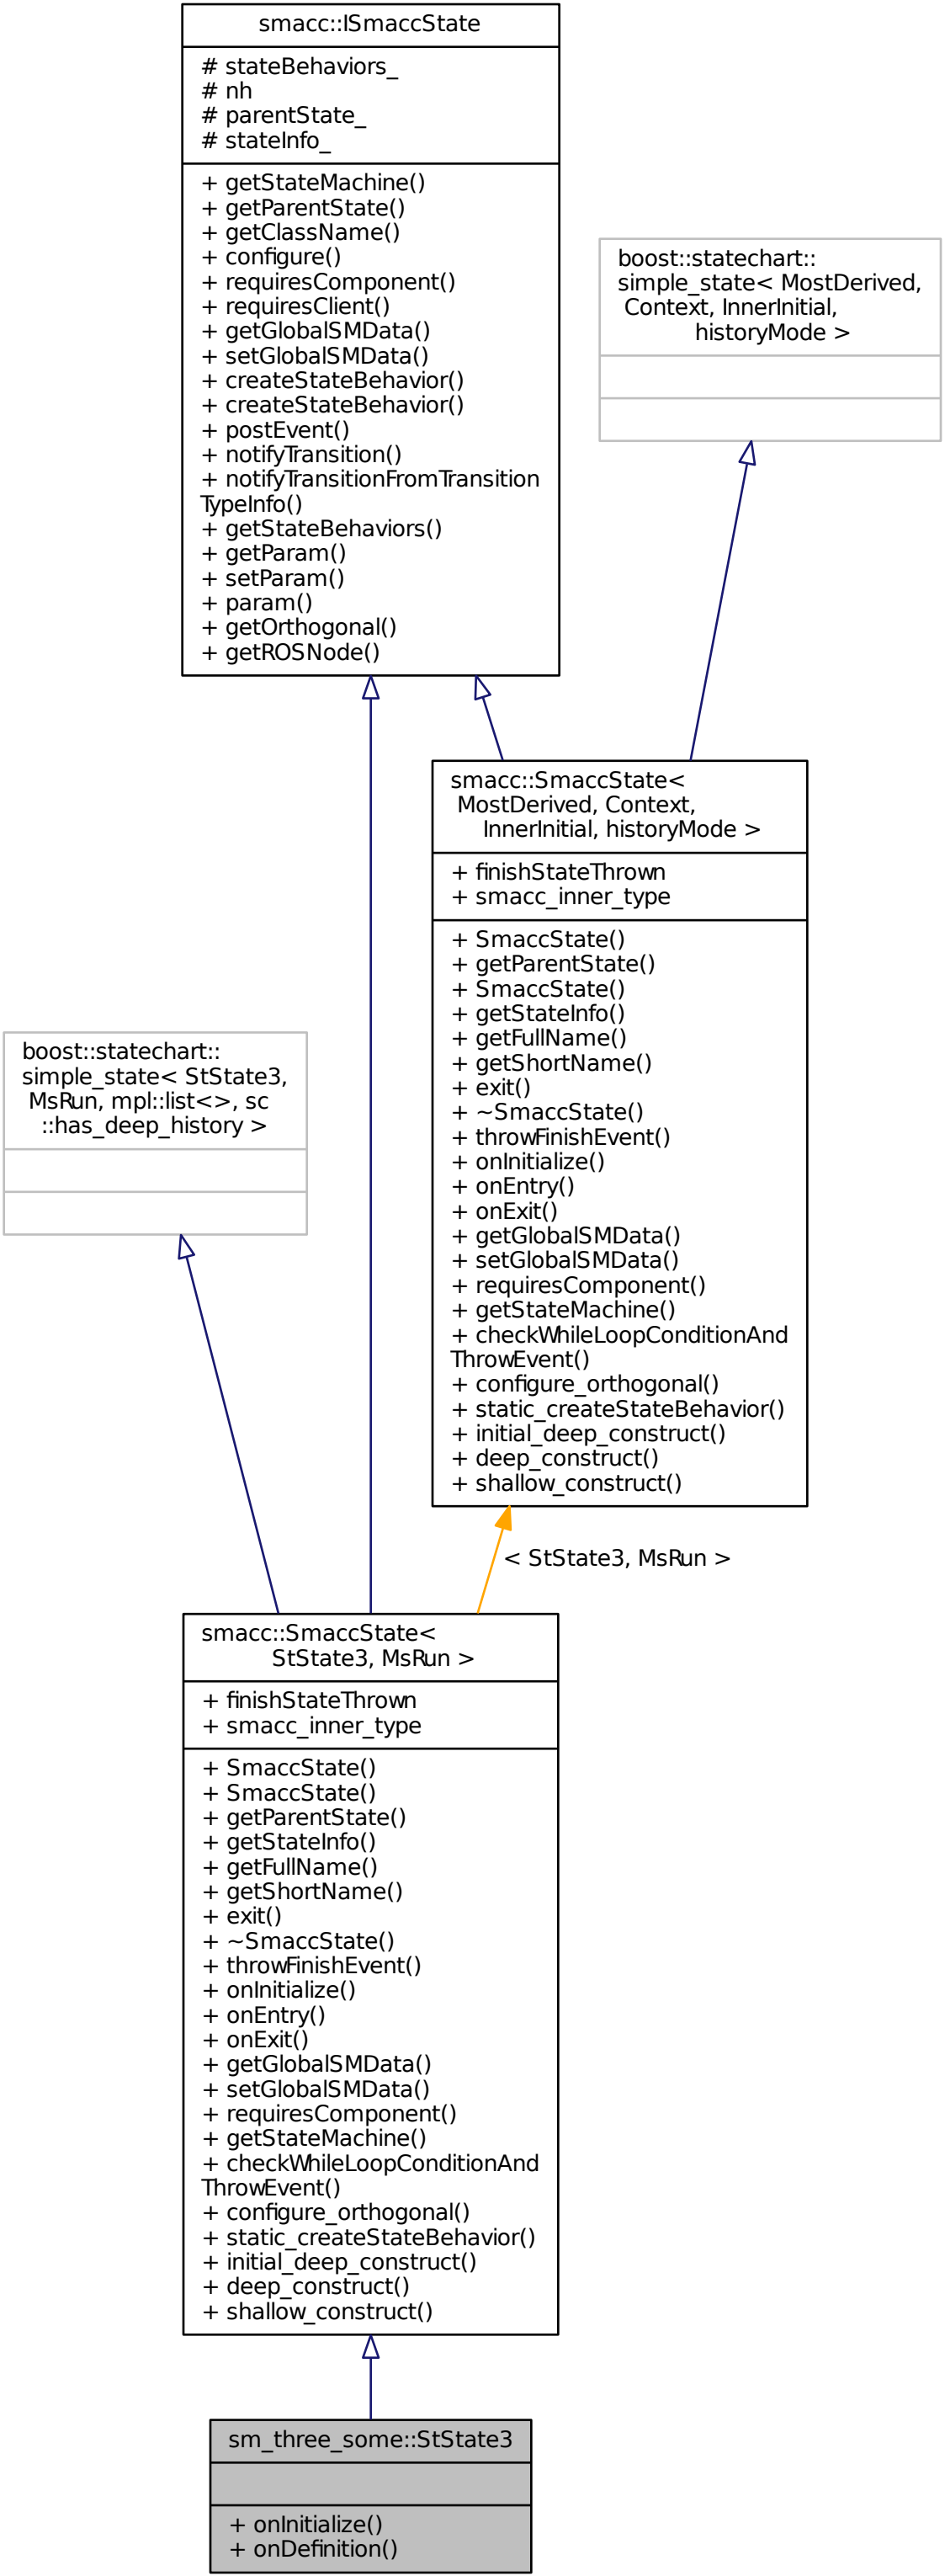 smacc::ISmaccState
# stateBehaviors_
# nh
# parentState_
# stateInfo_
+ getStateMachine()
+ getParentState()
+ getClassName()
+ configure()
+ requiresComponent()
+ requiresClient()
+ getGlobalSMData()
+ setGlobalSMData()
+ createStateBehavior()
+ createStateBehavior()
+ postEvent()
+ notifyTransition()
+ notifyTransitionFromTransition
TypeInfo()
+ getStateBehaviors()
+ getParam()
+ setParam()
+ param()
+ getOrthogonal()
+ getROSNode()
boost::statechart::
simple_state< MostDerived,
Context, InnerInitial,
historyMode >
smacc::SmaccState<
MostDerived, Context,
InnerInitial, historyMode >
+ finishStateThrown
+ smacc_inner_type
+ SmaccState()
+ getParentState()
+ SmaccState()
+ getStateInfo()
+ getFullName()
+ getShortName()
+ exit()
+ ~SmaccState()
+ throwFinishEvent()
+ onInitialize()
+ onEntry()
+ onExit()
+ getGlobalSMData()
+ setGlobalSMData()
+ requiresComponent()
+ getStateMachine()
+ checkWhileLoopConditionAnd
ThrowEvent()
+ configure_orthogonal()
+ static_createStateBehavior()
+ initial_deep_construct()
+ deep_construct()
+ shallow_construct()
boost::statechart::
simple_state< StState3,
MsRun, mpl::list<>, sc
::has_deep_history >
< StState3, MsRun >
smacc::SmaccState<
StState3, MsRun >
+ finishStateThrown
+ smacc_inner_type
+ SmaccState()
+ SmaccState()
+ getParentState()
+ getStateInfo()
+ getFullName()
+ getShortName()
+ exit()
+ ~SmaccState()
+ throwFinishEvent()
+ onInitialize()
+ onEntry()
+ onExit()
+ getGlobalSMData()
+ setGlobalSMData()
+ requiresComponent()
+ getStateMachine()
+ checkWhileLoopConditionAnd
ThrowEvent()
+ configure_orthogonal()
+ static_createStateBehavior()
+ initial_deep_construct()
+ deep_construct()
+ shallow_construct()
sm_three_some::StState3
+ onInitialize()
+ onDefinition()